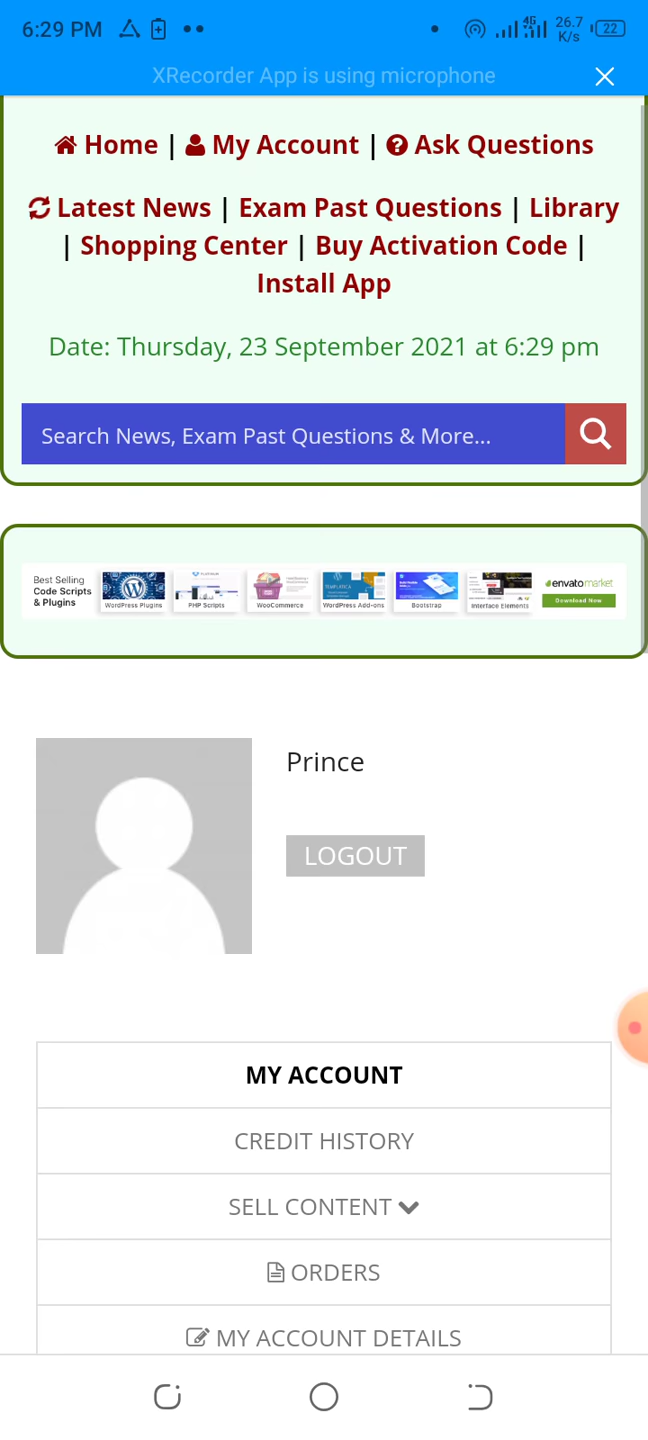 6:29 PM
4G
26.7
K/s
22
XRecorder App is using microphone
Home | My Account | Ask Questions
Latest News | Exam Past Questions | Library
| Shopping Center | Buy Activation Code |
Install App
Date: Thursday, 23 September 2021 at 6:29 pm
Search News, Exam Past Questions & More...
Best Selling
Code Scripts
& Plugins
WordPress Plugins
PHP Scripts
WooCommerce
WordPress Add-ons
Bootstrap
Interface Elements
envatomarket
Download Now
Prince
LOGOUT
MY ACCOUNT
CREDIT HISTORY
SELL CONTENT
ORDERS
MY ACCOUNT DETAILS